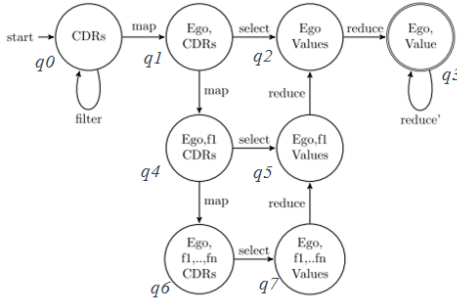 start
CDRs
map
Ego,
CDRs
select
Ego
Values
reduce
Ego,
Value
q0
q1
q2
q3
filter
map
reduce
reduce'
Ego,f1
CDRs
select
Ego,f1
Values
q4
q5
map
reduce
Ego,
f1,..,fn
CDRs
select
Ego,
f1,..fn
Values
q6
q7